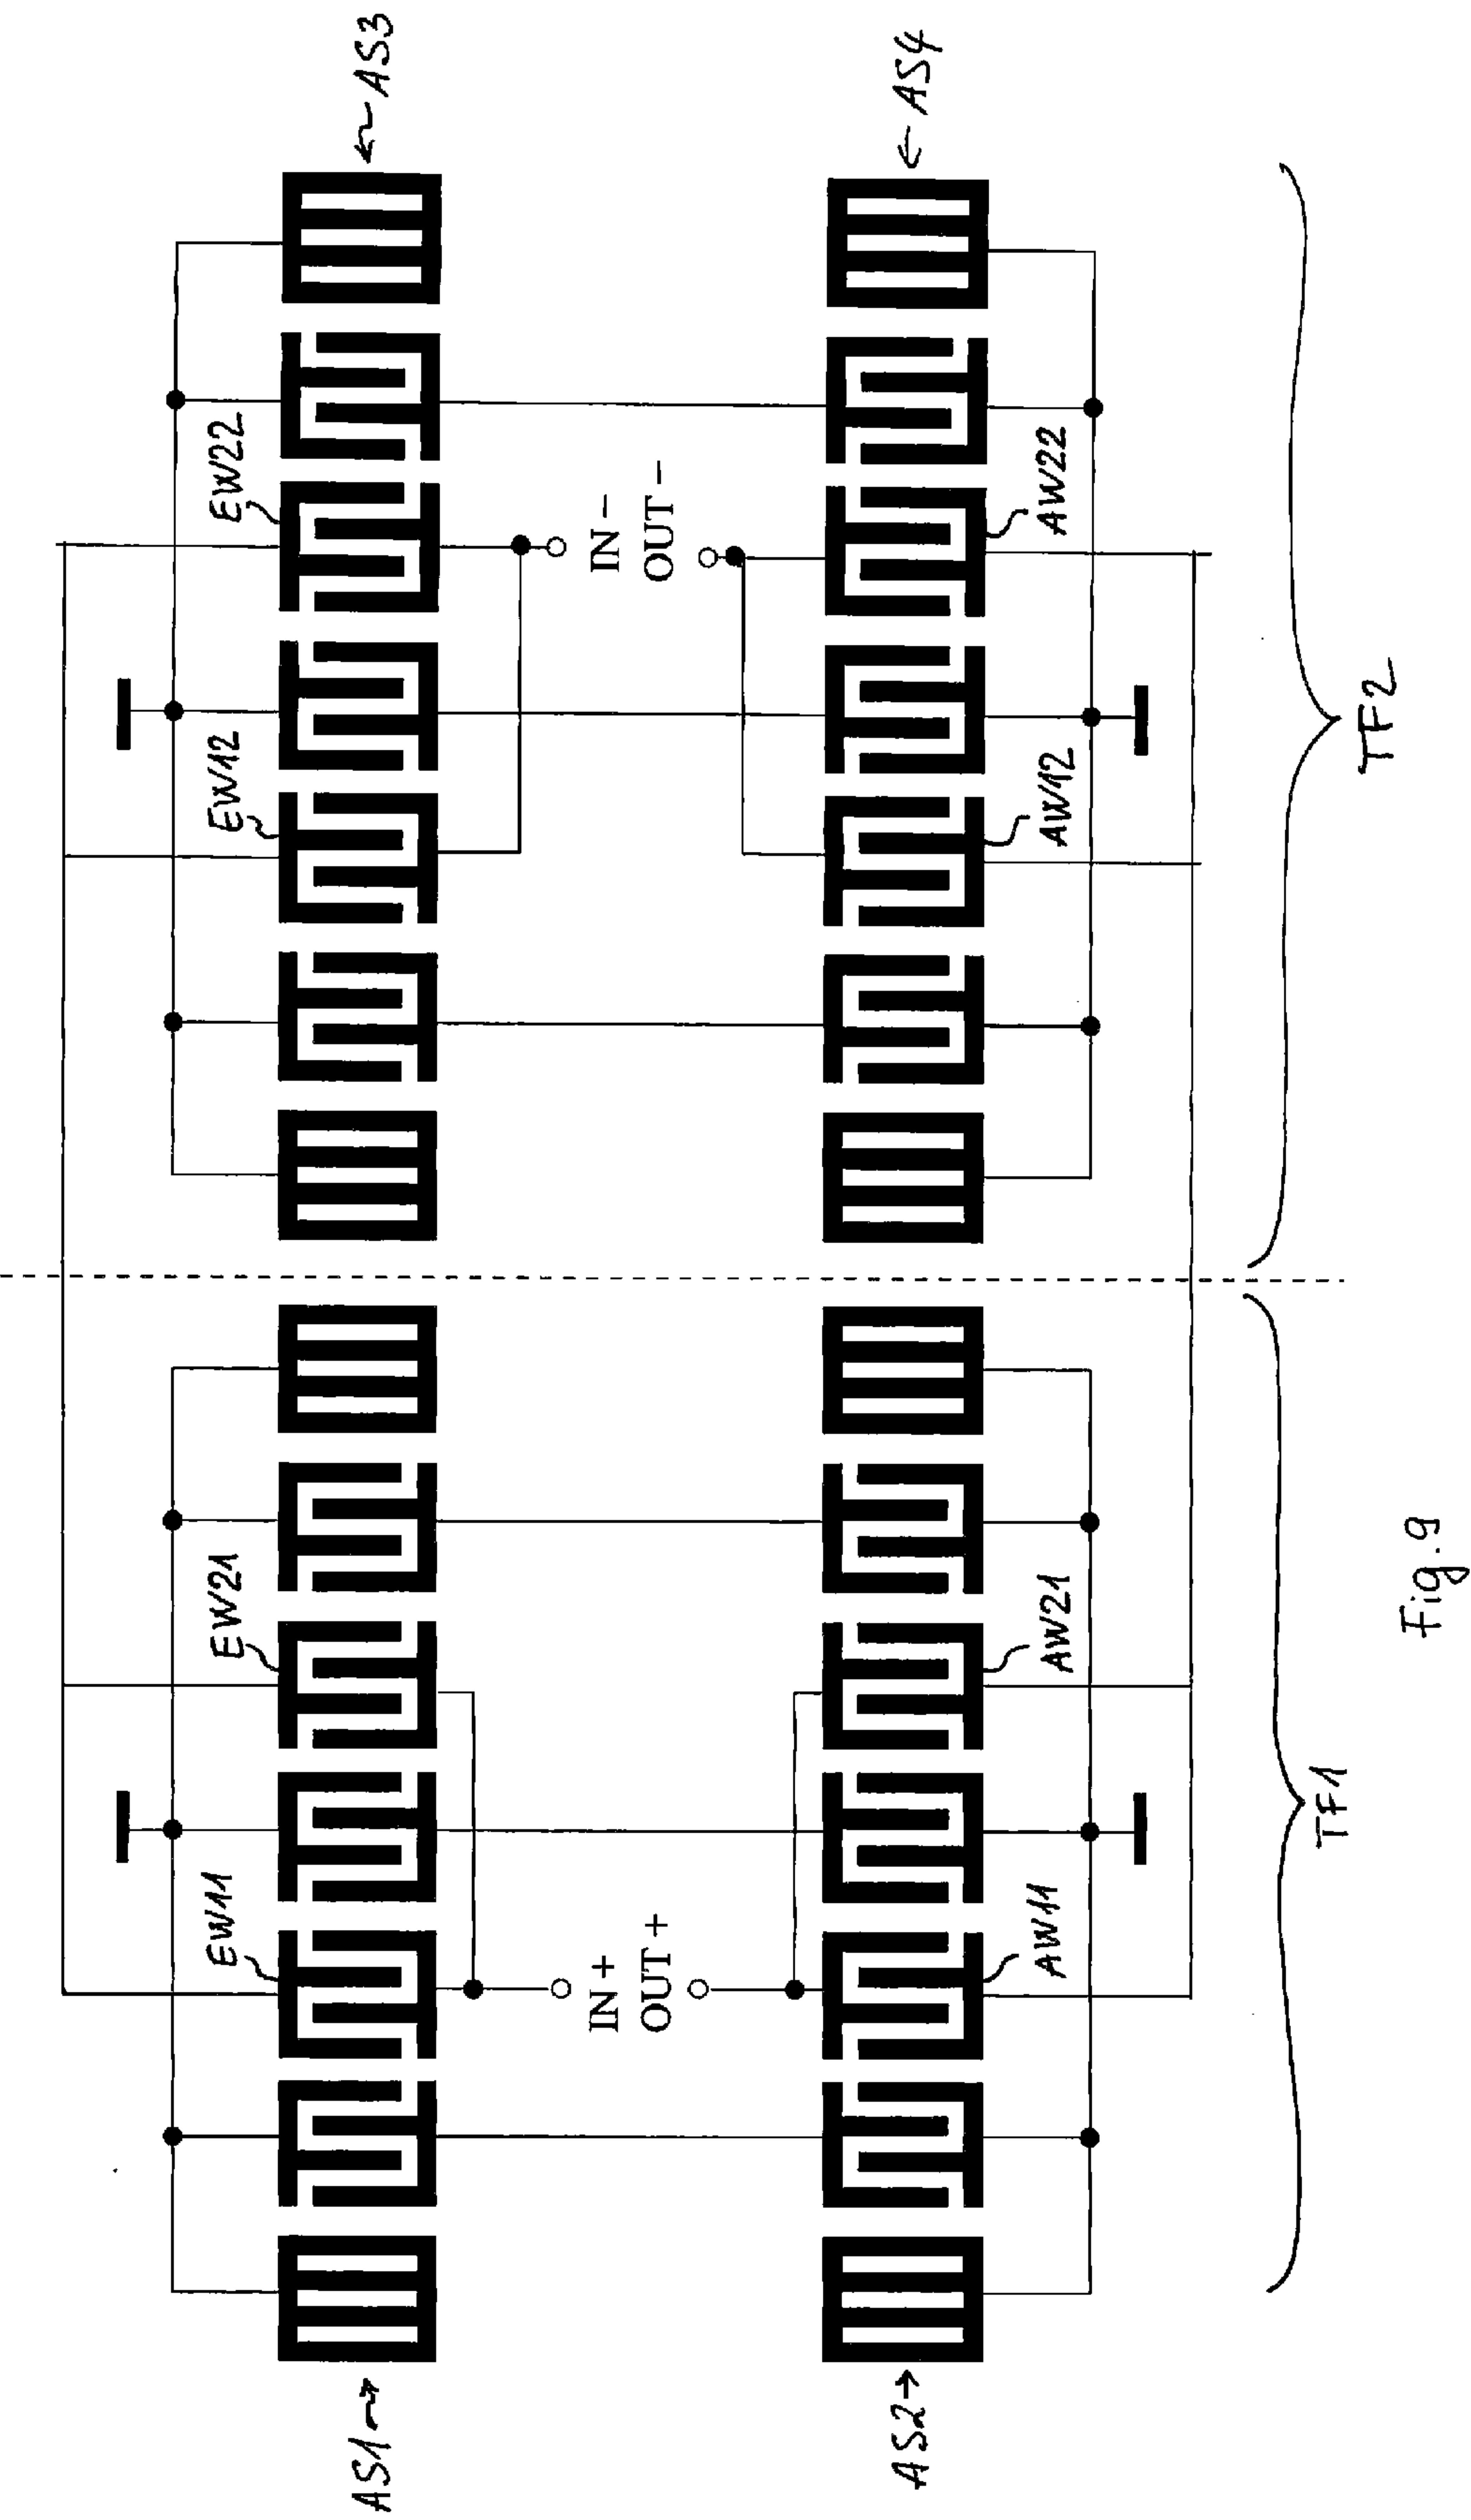 AS1
AS3
EW11
EW21
EW12
EW22
IN +
IN −
OUT +
OUT −
AW11
AW21
AW12
AW22
AS2
AS4
TF1
TF2
Fig. 9